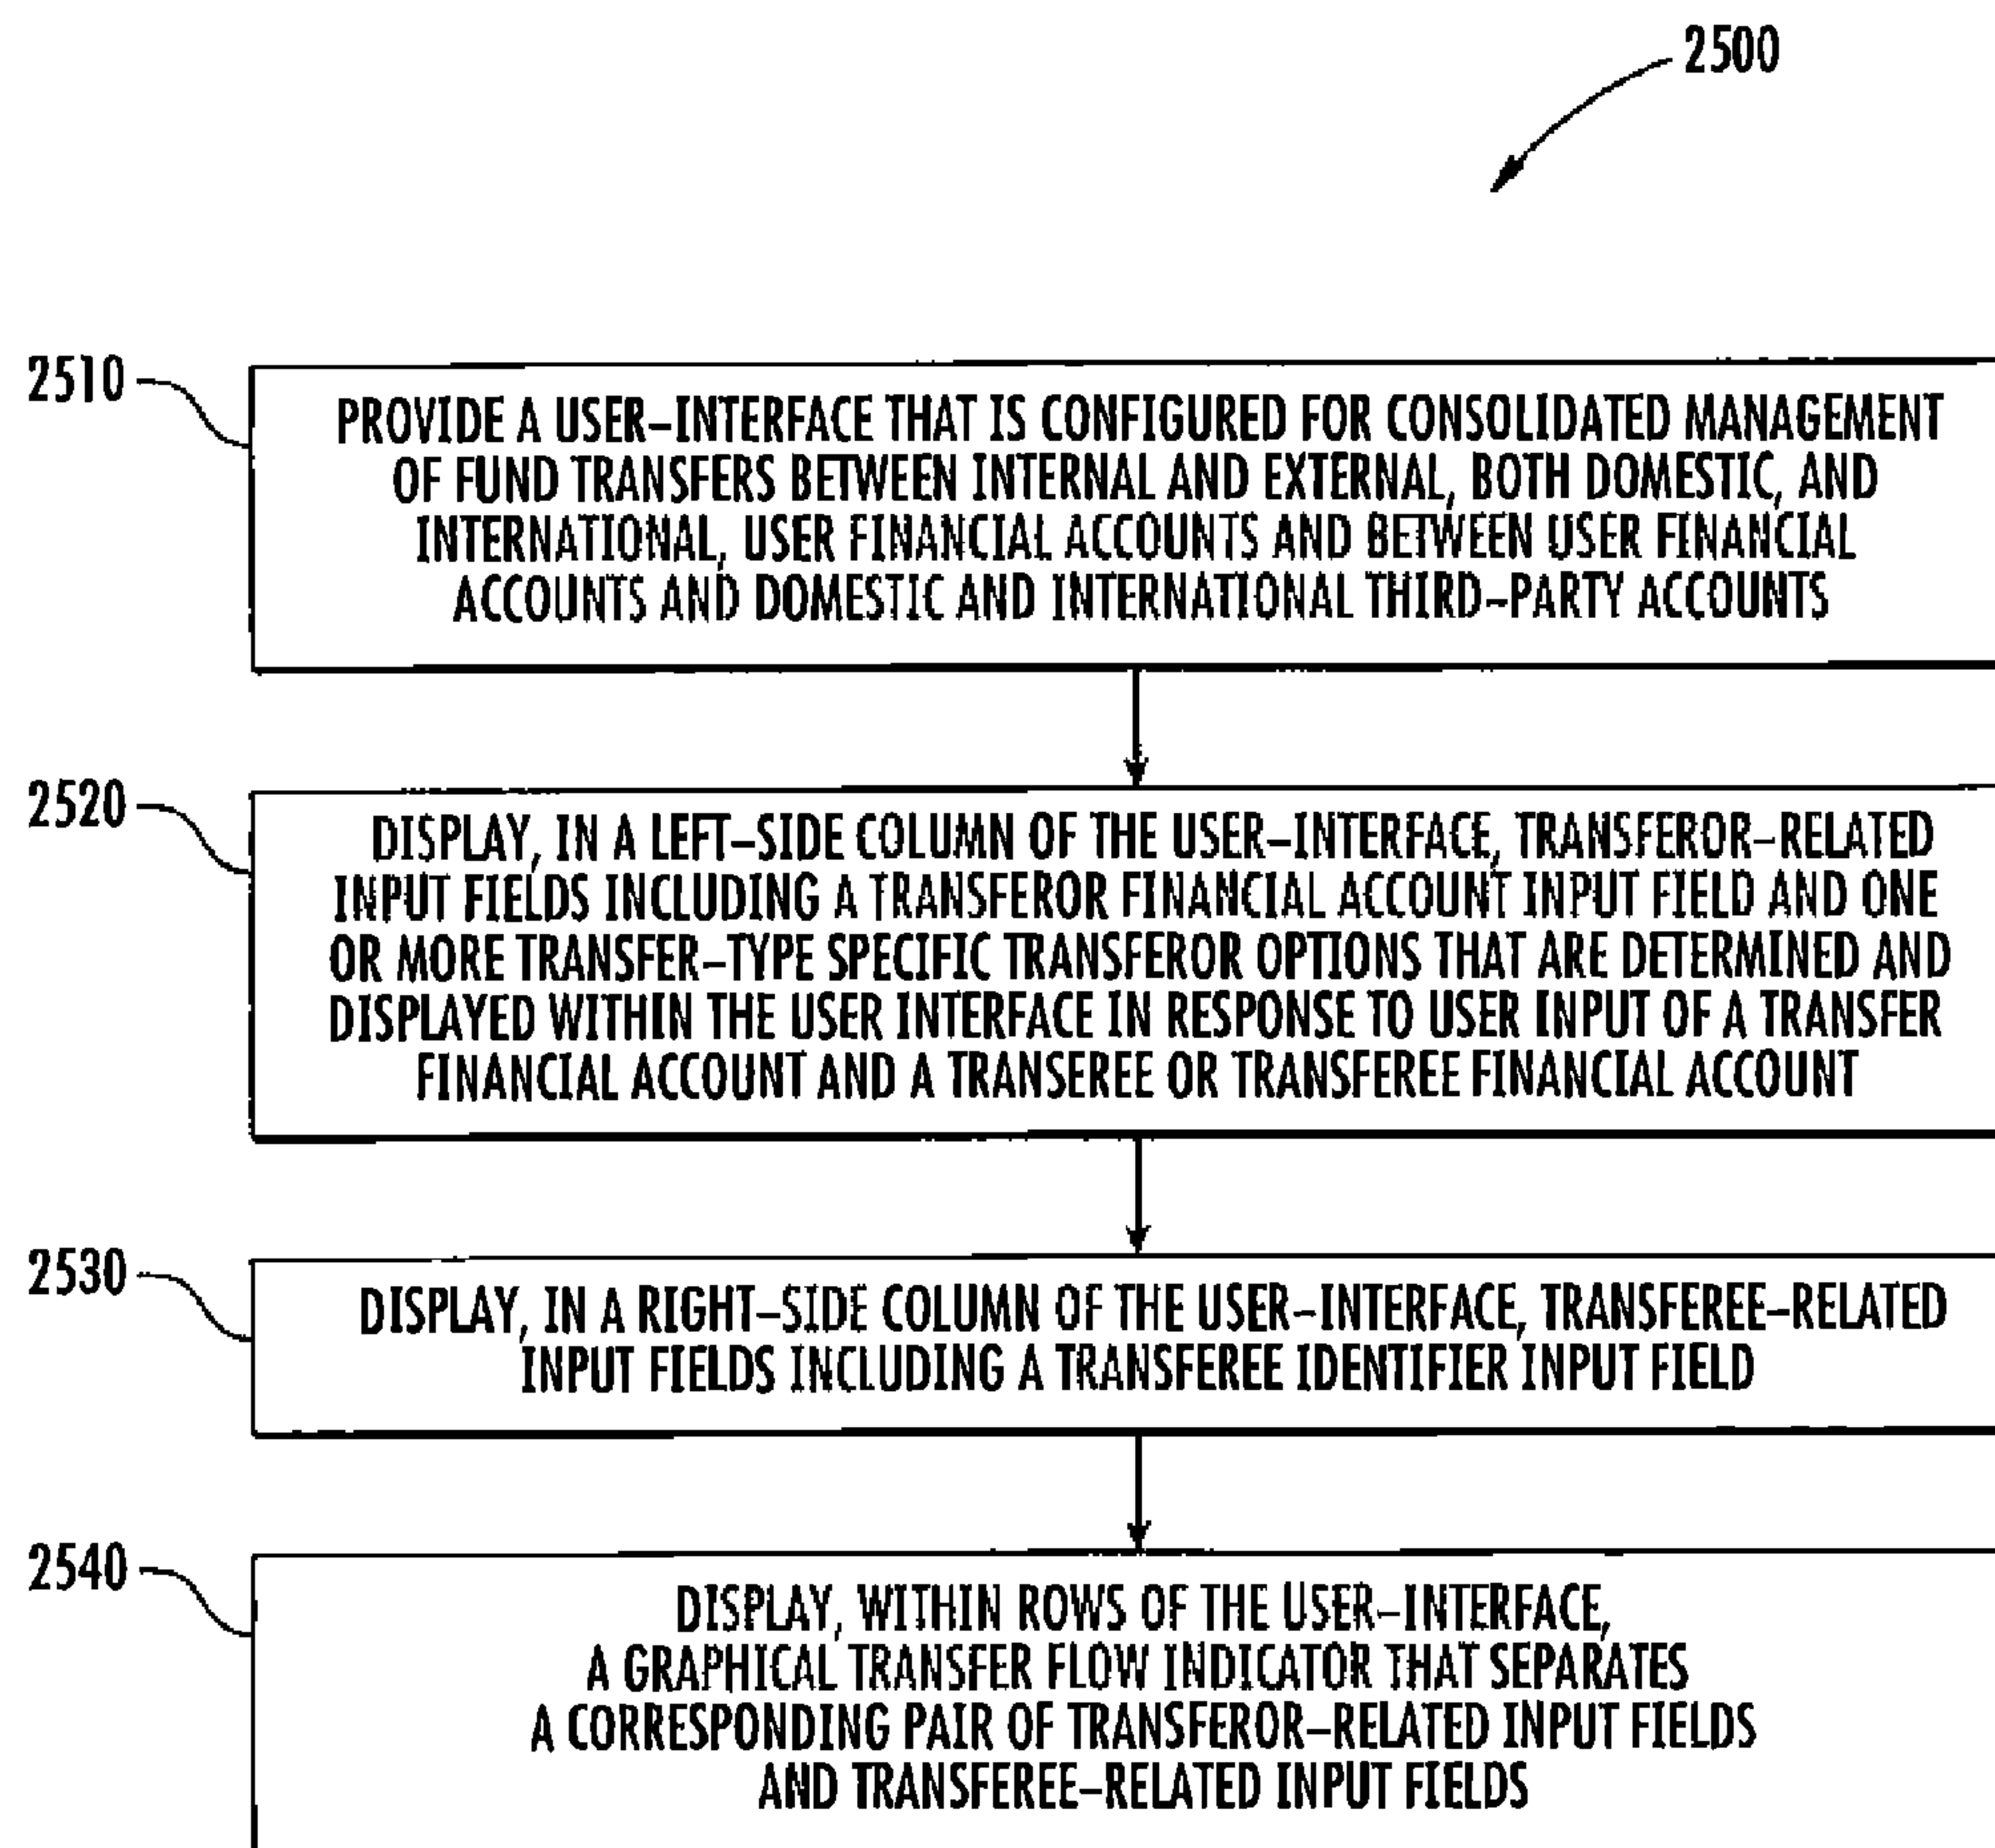 2500
2510
PROVIDE A USER–INTERFACE THAT IS CONFIGURED FOR CONSOLIDATED MANAGEMENT
OF FUND TRANSFERS BETWEEN INTERNAL AND EXTERNAL, BOTH DOMESTIC, AND
INTERNATIONAL, USER FINANCIAL ACCOUNTS AND BETWEEN USER FINANCIAL
ACCOUNTS AND DOMESTIC AND INTERNATIONAL THIRD–PARTY ACCOUNTS
2520
DISPLAY, IN A LEFT–SIDE COLUMN OF THE USER–INTERFACE, TRANSFEROR–RELATED
INPUT FIELDS INCLUDING A TRANSFEROR FINANCIAL ACCOUNT INPUT FIELD AND ONE
OR MORE TRANSFER–TYPE SPECIFIC TRANSFEROR OPTIONS THAT ARE DETERMINED AND
DISPLAYED WITHIN THE USER INTERFACE IN RESPONSE TO USER INPUT OF A TRANSFER
FINANCIAL ACCOUNT AND A TRANSEREE OR TRANSFEREE FINANCIAL ACCOUNT
2530
DISPLAY, IN A RIGHT–SIDE COLUMN OF THE USER–INTERFACE, TRANSFEREE–RELATED
INPUT FIELDS INCLUDING A TRANSFEREE IDENTIFIER INPUT FIELD
2540
DISPLAY, WITHIN ROWS OF THE USER–INTERFACE,
A GRAPHICAL TRANSFER FLOW INDICATOR THAT SEPARATES
A CORRESPONDING PAIR OF TRANSFEROR–RELATED INPUT FIELDS
AND TRANSFEREE–RELATED INPUT FIELDS